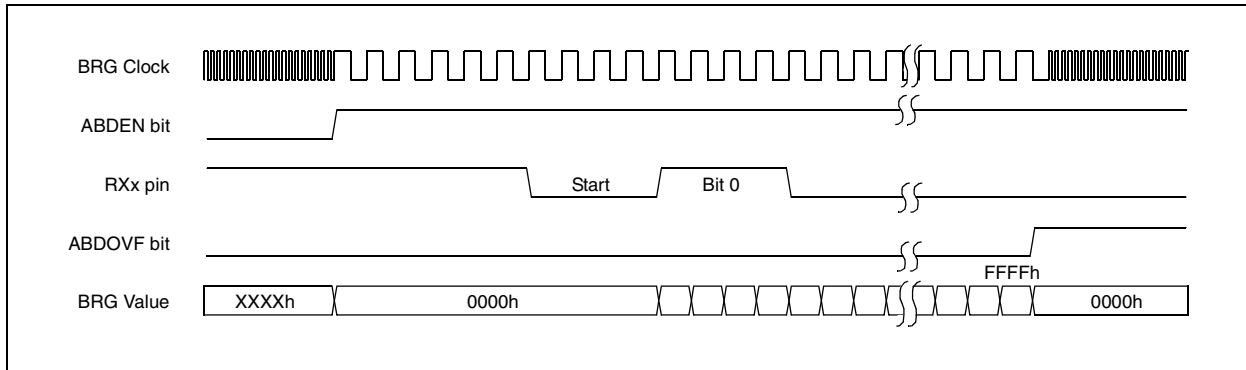 BRG Clock
ABDEN bit
RXx pin
Start
Bit 0
ABDOVF bit
FFFFh
BRG Value
XXXXh
0000h
0000h